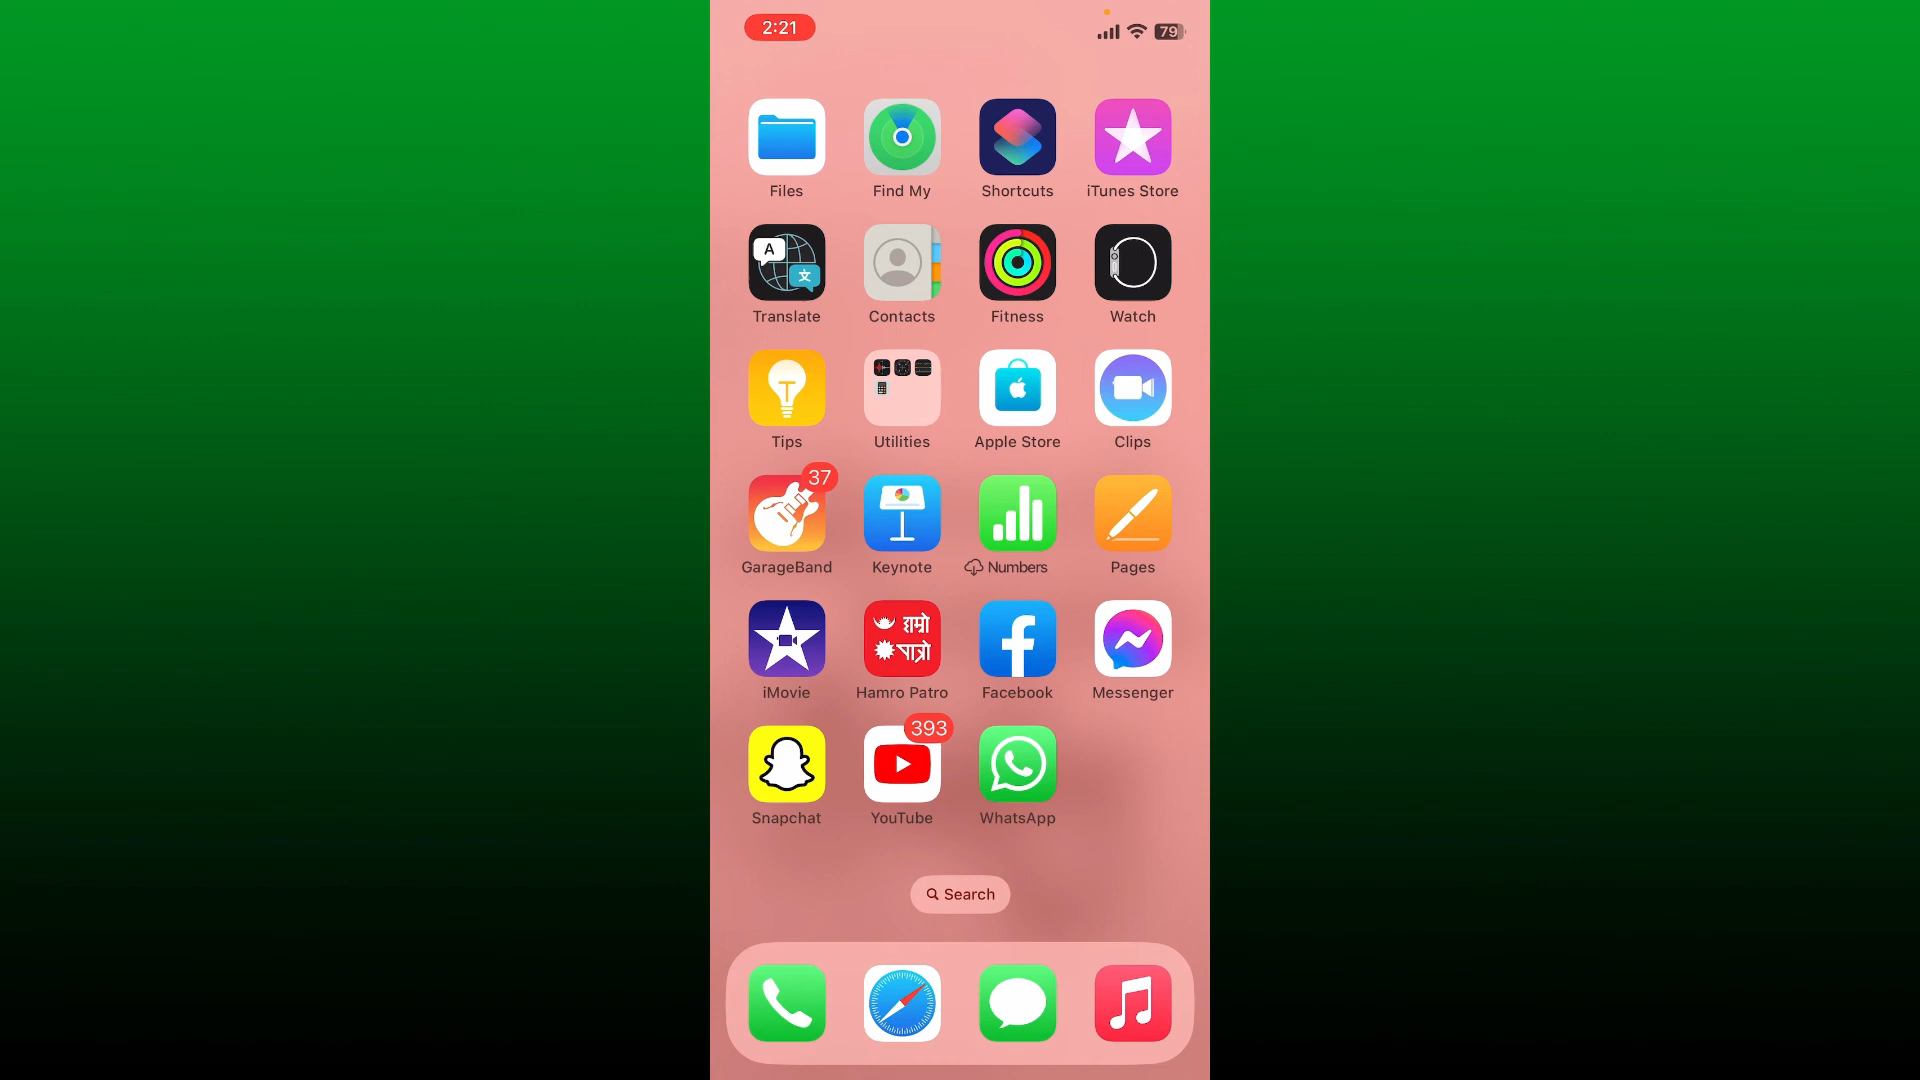 2:21
79
Files
Find My
Shortcuts
iTunes Store
A
文
Translate
Contacts
Fitness
Watch
Tips
Utilities
Apple Store
Clips
37
GarageBand
Keynote
Numbers
Pages
हाम्रो
पात्रो
iMovie
Hamro Patro
Facebook
Messenger
393
Snapchat
YouTube
WhatsApp
Search